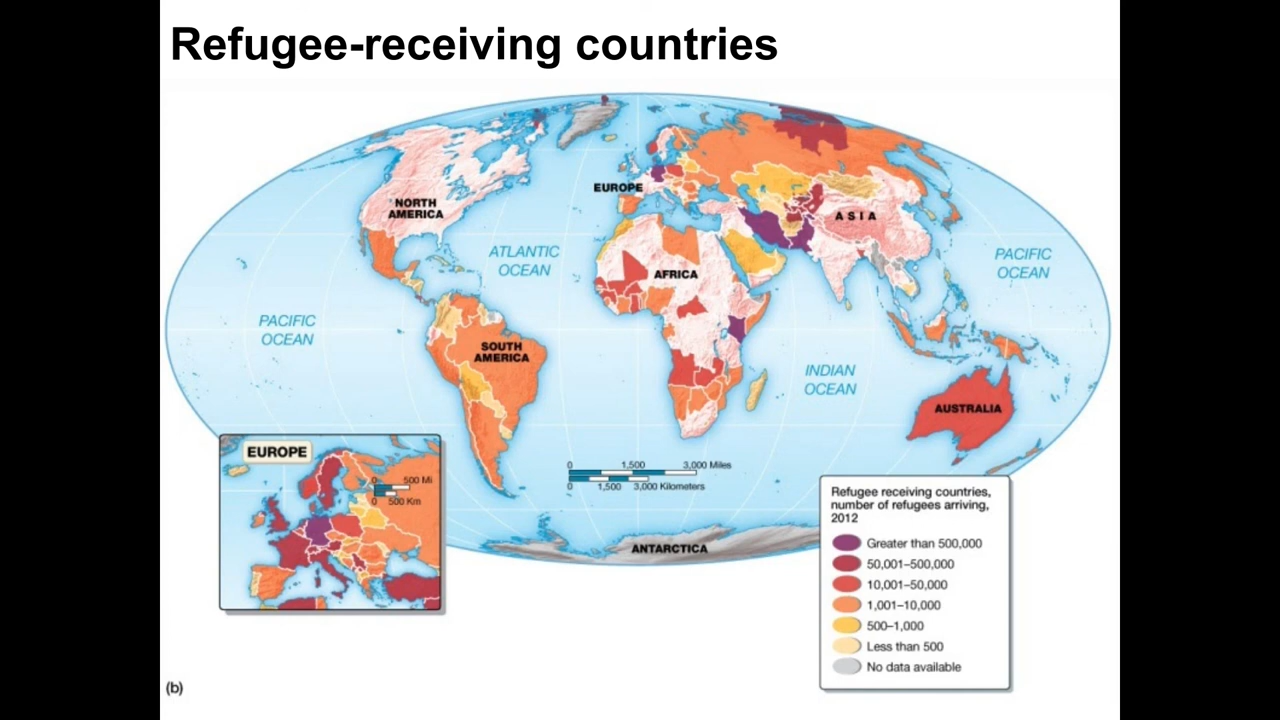 Refugee-receiving countries
EUROPE
NORTH
AMERICA
ASIA
ATLANTIC
OCEAN
PACIFIC
OCEAN
AFRICA
PACIFIC
OCEAN
SOUTH
AMERICA
INDIAN
OCEAN
AUSTRALIA
EUROPE
0 500 Mi
0 500 Km
0 1,500 3,000 Miles
0 1,500 3,000 Kilometers
ANTARCTICA
Refugee receiving countries,
number of refugees arriving,
2012
Greater than 500,000
50,001–500,000
10,001–50,000
1,001–10,000
500–1,000
Less than 500
No data available
(b)